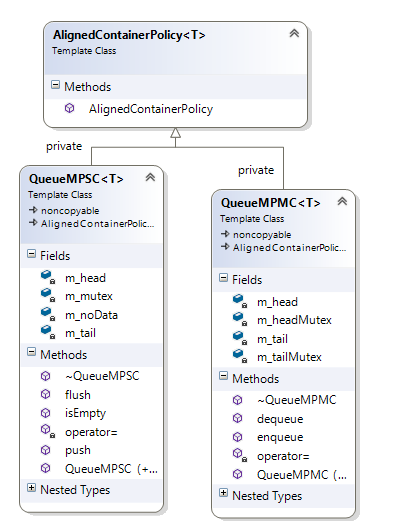 AlignedContainerPolicy<T>
Template Class
Methods
AlignedContainerPolicy
private
private
QueueMPSC<T>
Template Class
noncopyable
AlignedContainerPolic...
Fields
m_head
m_mutex
m_noData
m_tail
Methods
~QueueMPSC
flush
isEmpty
operator=
push
QueueMPSC (+...
Nested Types
QueueMPMC<T>
Template Class
noncopyable
AlignedContainerPolic...
Fields
m_head
m_headMutex
m_tail
m_tailMutex
Methods
~QueueMPMC
dequeue
enqueue
operator=
QueueMPMC (...
Nested Types